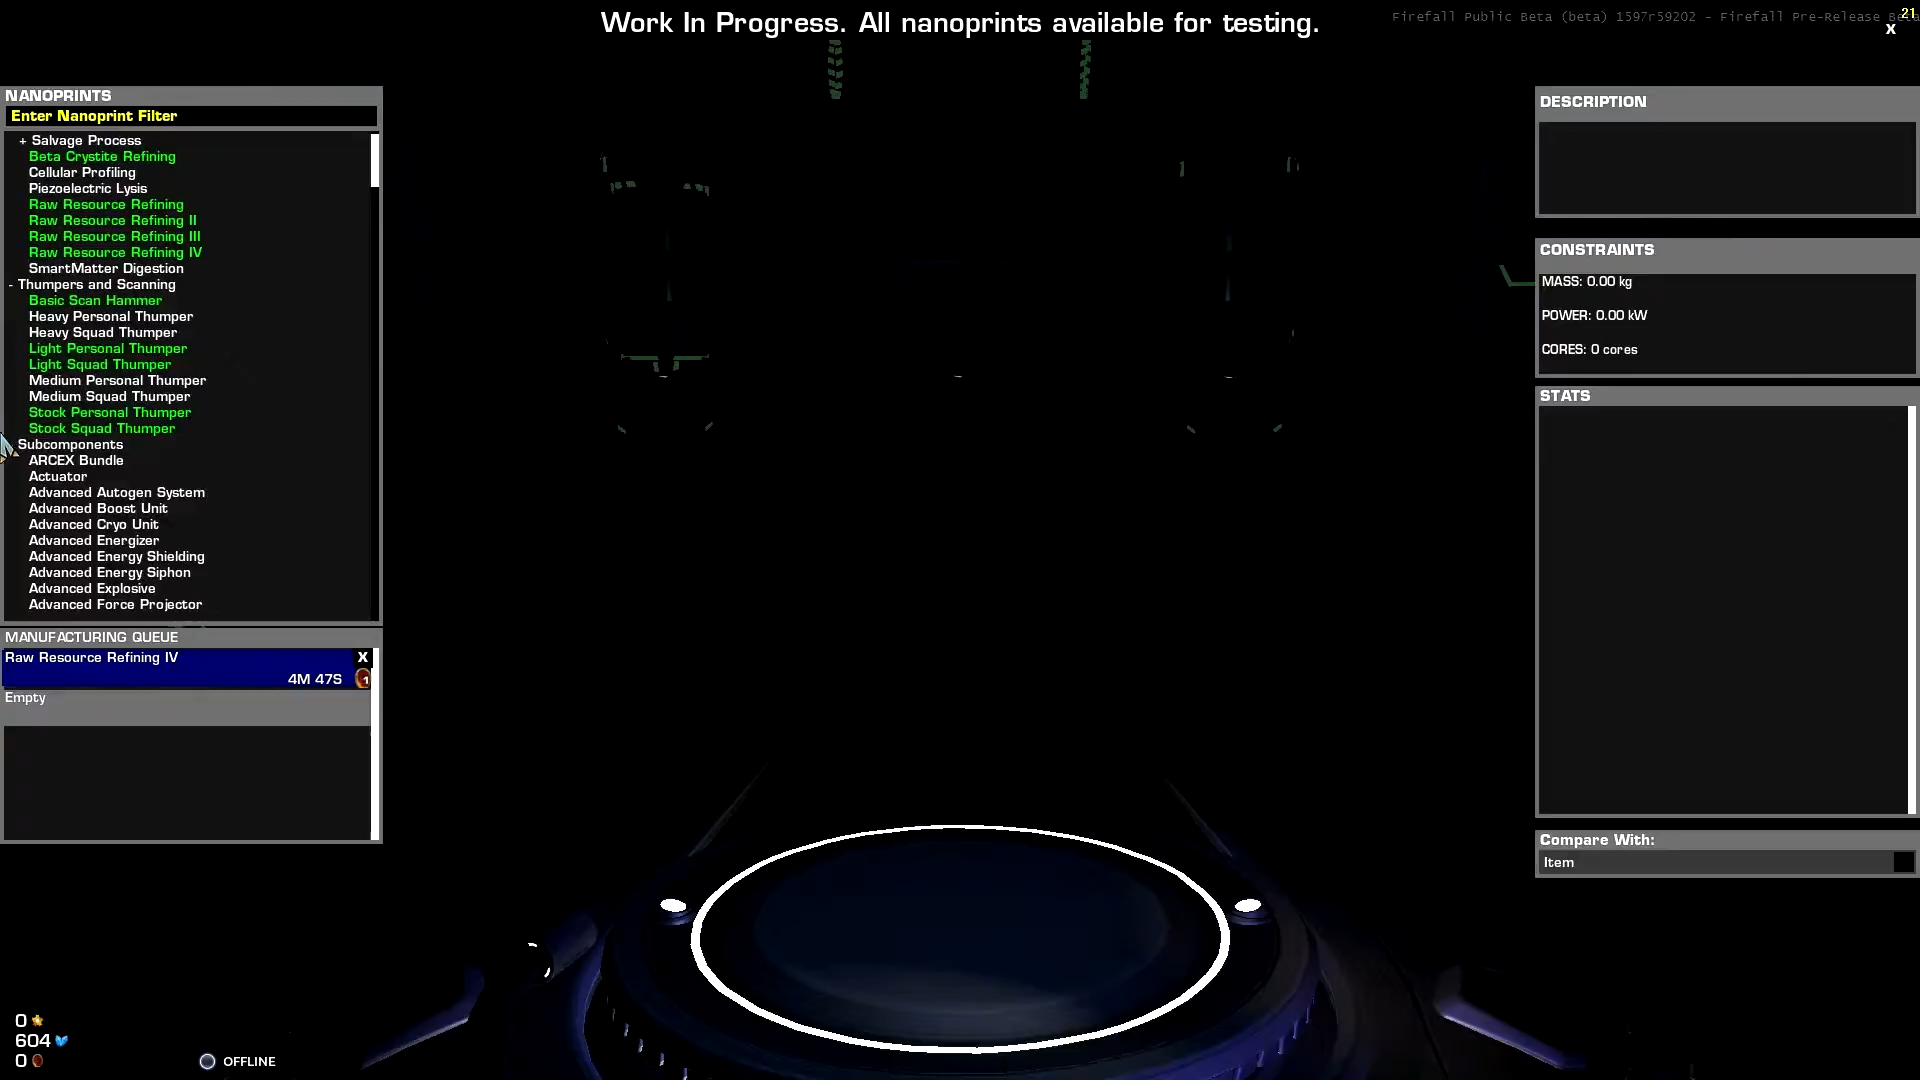 Work In Progress. All nanoprints available for testing.
Firefall Public Beta (beta) 1597r59202 - Firefall Pre-Release Beta
21
X
NANOPRINTS
Enter Nanoprint Filter
+ Salvage Process
Beta Crystite Refining
Cellular Profiling
Piezoelectric Lysis
Raw Resource Refining
Raw Resource Refining II
Raw Resource Refining III
Raw Resource Refining IV
SmartMatter Digestion
- Thumpers and Scanning
Basic Scan Hammer
Heavy Personal Thumper
Heavy Squad Thumper
Light Personal Thumper
Light Squad Thumper
Medium Personal Thumper
Medium Squad Thumper
Stock Personal Thumper
Stock Squad Thumper
Subcomponents
ARCEX Bundle
Actuator
Advanced Autogen System
Advanced Boost Unit
Advanced Cryo Unit
Advanced Energizer
Advanced Energy Shielding
Advanced Energy Siphon
Advanced Explosive
Advanced Force Projector
MANUFACTURING QUEUE
Raw Resource Refining IV X
4M 47S 1
Empty
0
604
0
OFFLINE
DESCRIPTION
CONSTRAINTS
MASS: 0.00 kg
POWER: 0.00 kW
CORES: 0 cores
STATS
Compare With:
Item